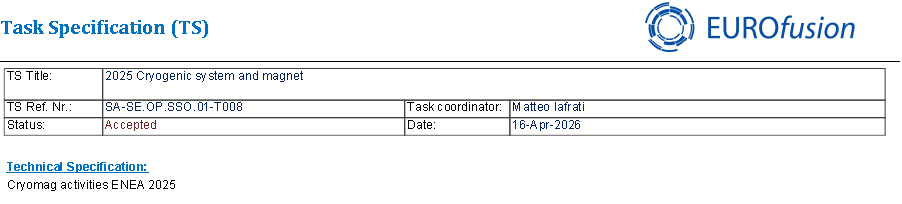 Task Specification (TS)
EUROfusion
TS Title: 2025 Cryogenic system and magnet
TS Ref. Nr.: SA-SE.OP.SSO.01-T008 Task coordinator: Matteo Iafrati
Status: Accepted Date: 16-Apr-2026
Technical Specification:
Cryomag activities ENEA 2025